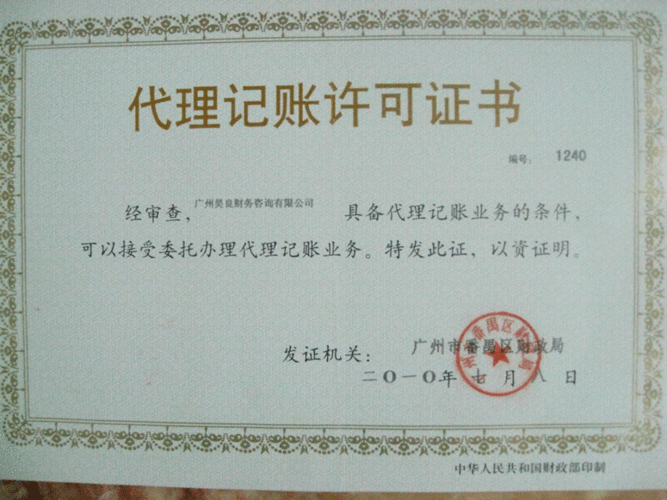 代理记账许可证书
编号： 1240
经审查，广州昊良财务咨询有限公司 具备代理记账业务的条件，
可以接受委托办理代理记账业务。特发此证，以资证明。
发证机关： 广州市番禺区财政局
二O一O年 七 月 八 日
中华人民共和国财政部印制